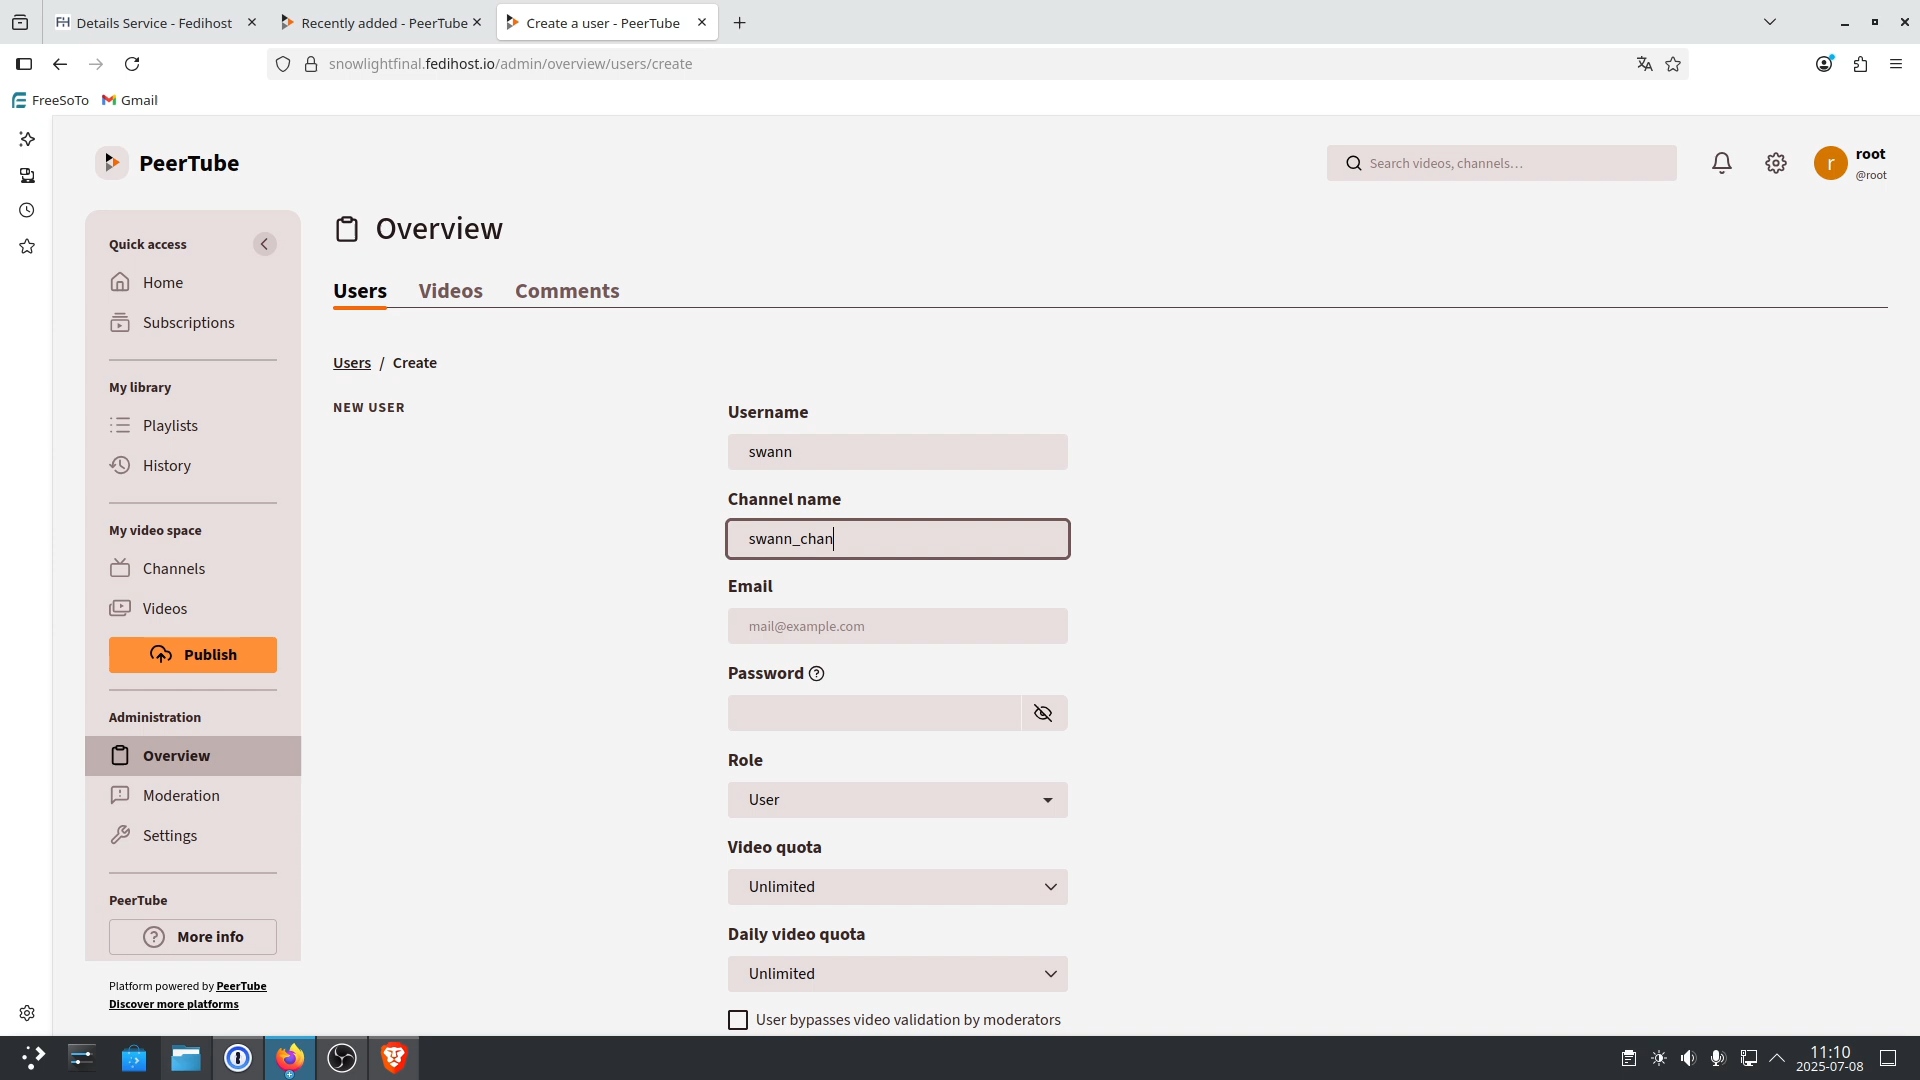 Details Service - Fedihost
Recently added - PeerTube
Create a user - PeerTube
snowlightfinal.fedihost.io/admin/overview/users/create
FreeSoTo
Gmail
PeerTube
Search videos, channels…
r
root
@root
Quick access
Home
Subscriptions
My library
Playlists
History
My video space
Channels
Videos
Publish
Administration
Overview
Moderation
Settings
PeerTube
More info
Platform powered by PeerTube
Discover more platforms
Overview
Users
Videos
Comments
Users / Create
NEW USER
Username
swann
Channel name
swann_chan
Email
mail@example.com
Password
Role
User
Video quota
Unlimited
Daily video quota
Unlimited
User bypasses video validation by moderators
11:10
2025-07-08